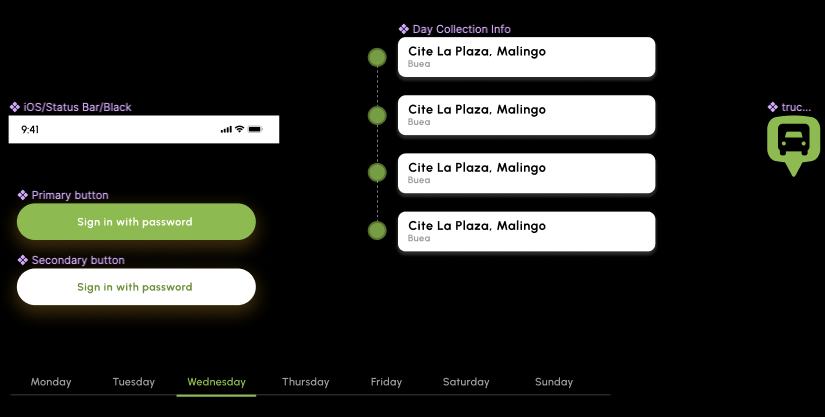 Day Collection Info
Cite La Plaza, Malingo
Buea
Cite La Plaza, Malingo
Buea
Cite La Plaza, Malingo
Buea
Cite La Plaza, Malingo
Buea
iOS/Status Bar/Black
9:41
truc...
Primary button
Sign in with password
Secondary button
Sign in with password
Monday Tuesday Wednesday Thursday Friday Saturday Sunday